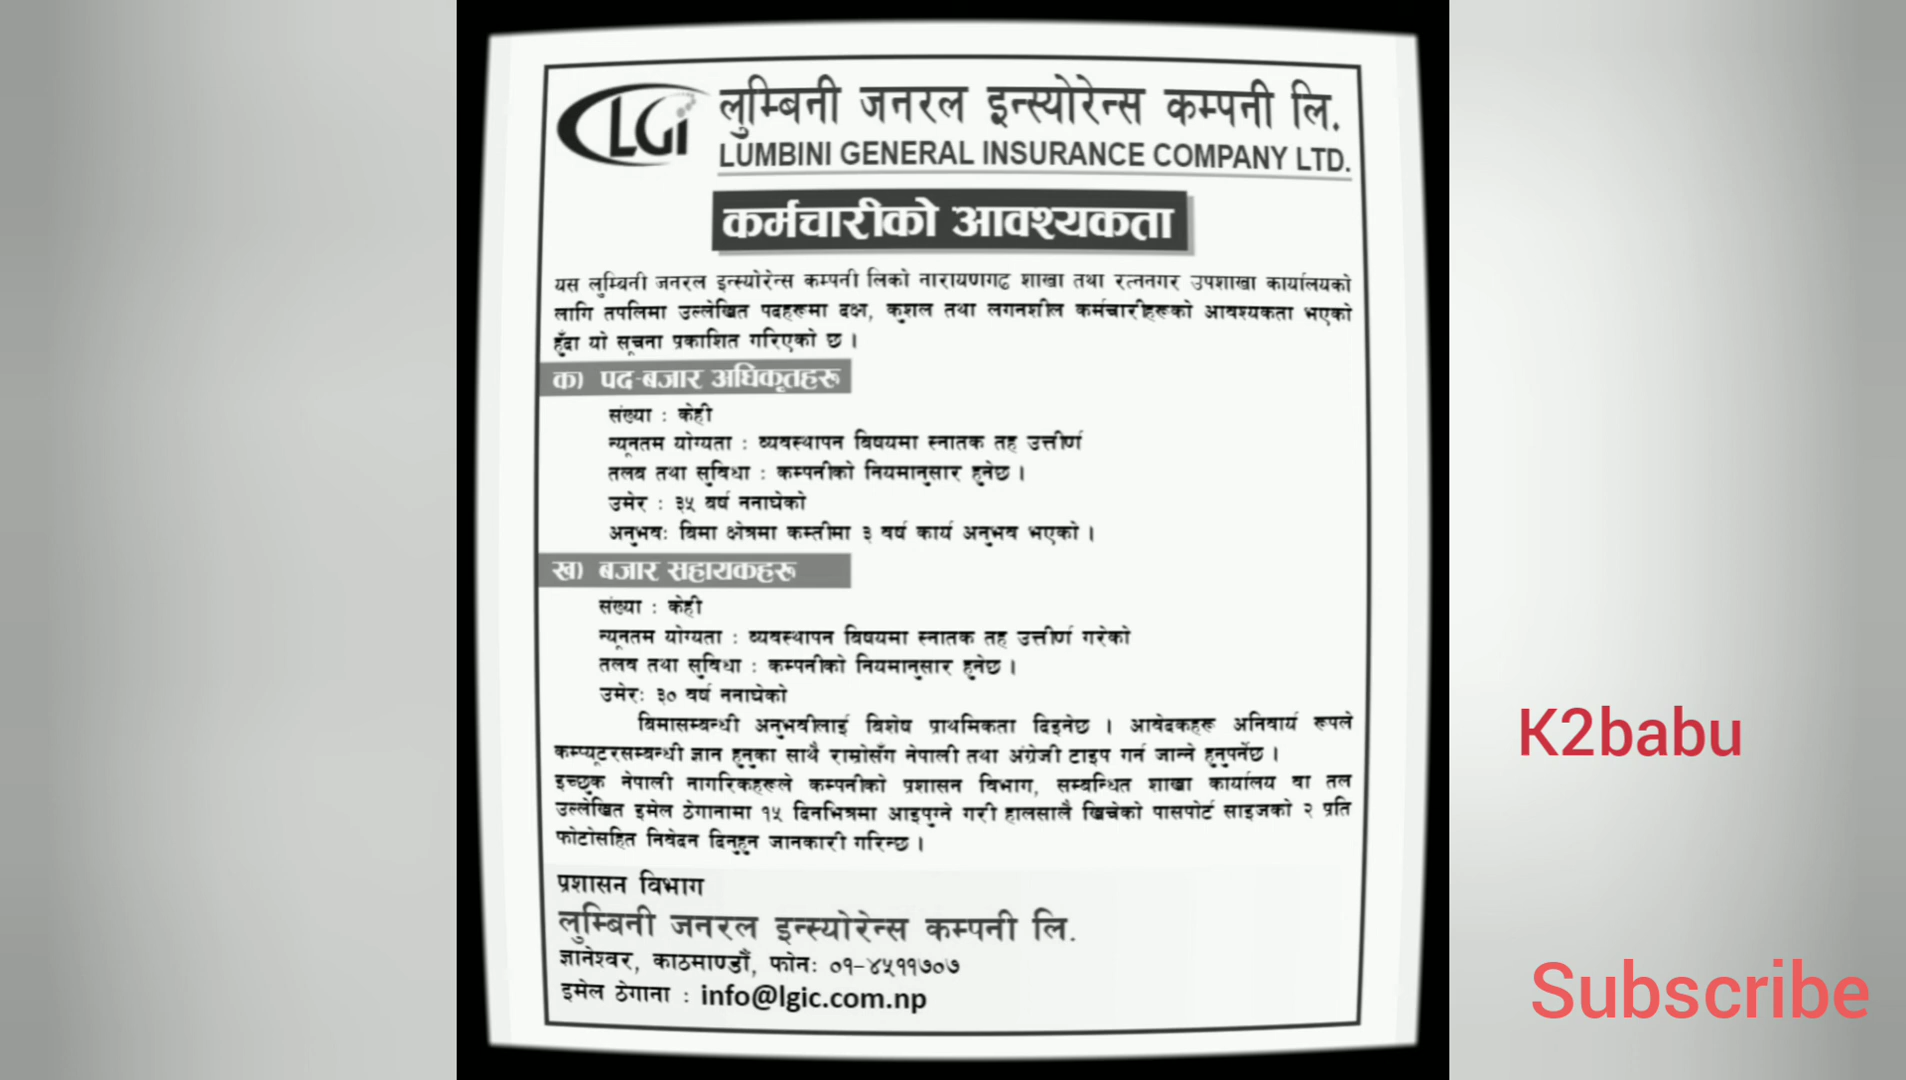 LGI
लुम्बिनी जनरल इन्स्योरेन्स कम्पनी लि.
LUMBINI GENERAL INSURANCE COMPANY LTD.
कर्मचारीको आवश्यकता
यस लुम्बिनी जनरल इन्स्योरेन्स कम्पनी लिको नारायणगढ शाखा तथा रत्ननगर उपशाखा कार्यालयको
लागि तपलिमा उल्लेखित पदहरूमा दक्ष, कुशल तथा लगनशील कर्मचारीहरूको आवश्यकता भएको
हुँदा यो सूचना प्रकाशित गरिएको छ ।
क) पद-बजार अधिकृतहरू
संख्या : केही
न्यूनतम योग्यता : व्यवस्थापन बिषयमा स्नातक तह उत्तीर्ण
तलब तथा सुविधा : कम्पनीको नियमानुसार हुनेछ ।
उमेर : ३५ वर्ष ननाघेको
अनुभवः बिमा क्षेत्रमा कम्तीमा ३ वर्ष कार्य अनुभव भएको ।
ख) बजार सहायकहरू
संख्या : केही
न्यूनतम योग्यता : व्यवस्थापन बिषयमा स्नातक तह उत्तीर्ण गरेको
तलव तथा सुविधा : कम्पनीको नियमानुसार हुनेछ ।
उमेरः ३० वर्ष ननाघेको
बिमासम्बन्धी अनुभवीलाई बिशेष प्राथमिकता दिइनेछ । आवेदकहरू अनिवार्य रूपले
कम्प्यूटरसम्बन्धी ज्ञान हुनुका साथै राम्रोसँग नेपाली तथा अंग्रेजी टाइप गर्न जान्ने हुनुपर्नेछ ।
इच्छुक नेपाली नागरिकहरूले कम्पनीको प्रशासन विभाग, सम्बन्धित शाखा कार्यालय वा तल
उल्लेखित इमेल ठेगानामा १५ दिनभित्रमा आइपुग्ने गरी हालसालै खिचेको पासपोर्ट साइजको २ प्रति
फोटोसहित निवेदन दिनुहुन जानकारी गरिन्छ ।
प्रशासन विभाग
लुम्बिनी जनरल इन्स्योरेन्स कम्पनी लि.
ज्ञानेश्वर, काठमाण्डौं, फोनः ०१-४५११७०७
इमेल ठेगाना : info@lgic.com.np
K2babu
Subscribe